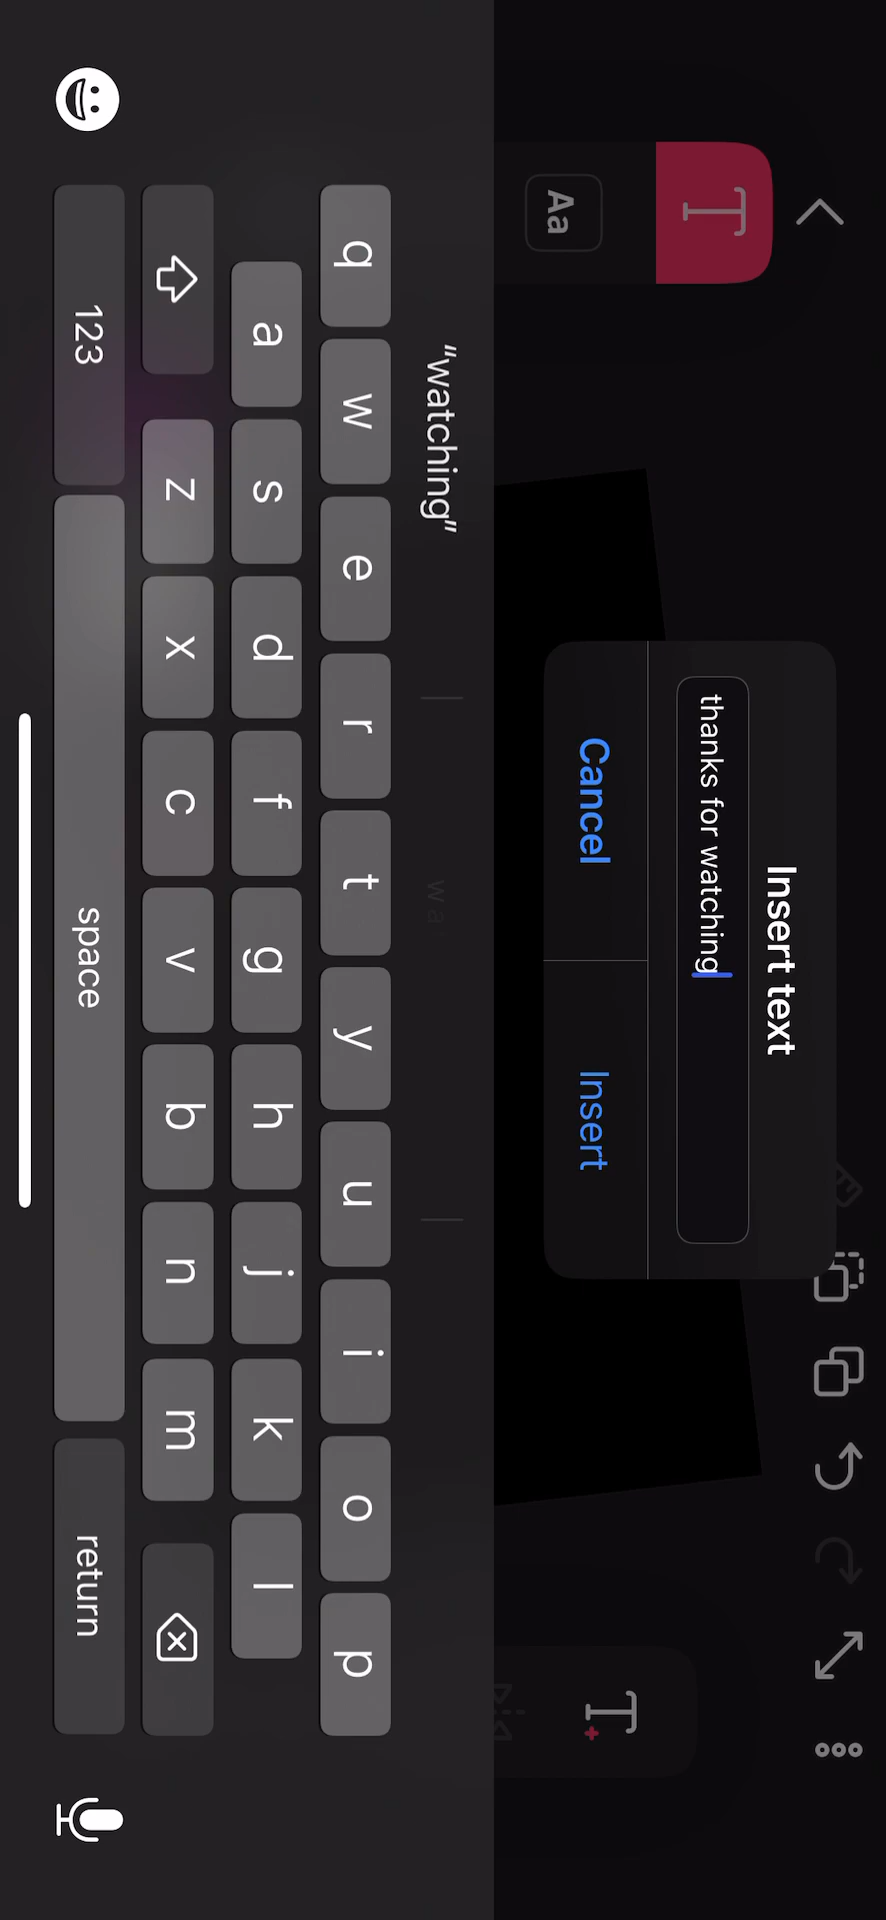 Aa
Insert text
thanks for watching
Cancel
Insert
"watching"
q w e r t y u i o p
a s d f g h j k l
z x c v b n m
123
space
return